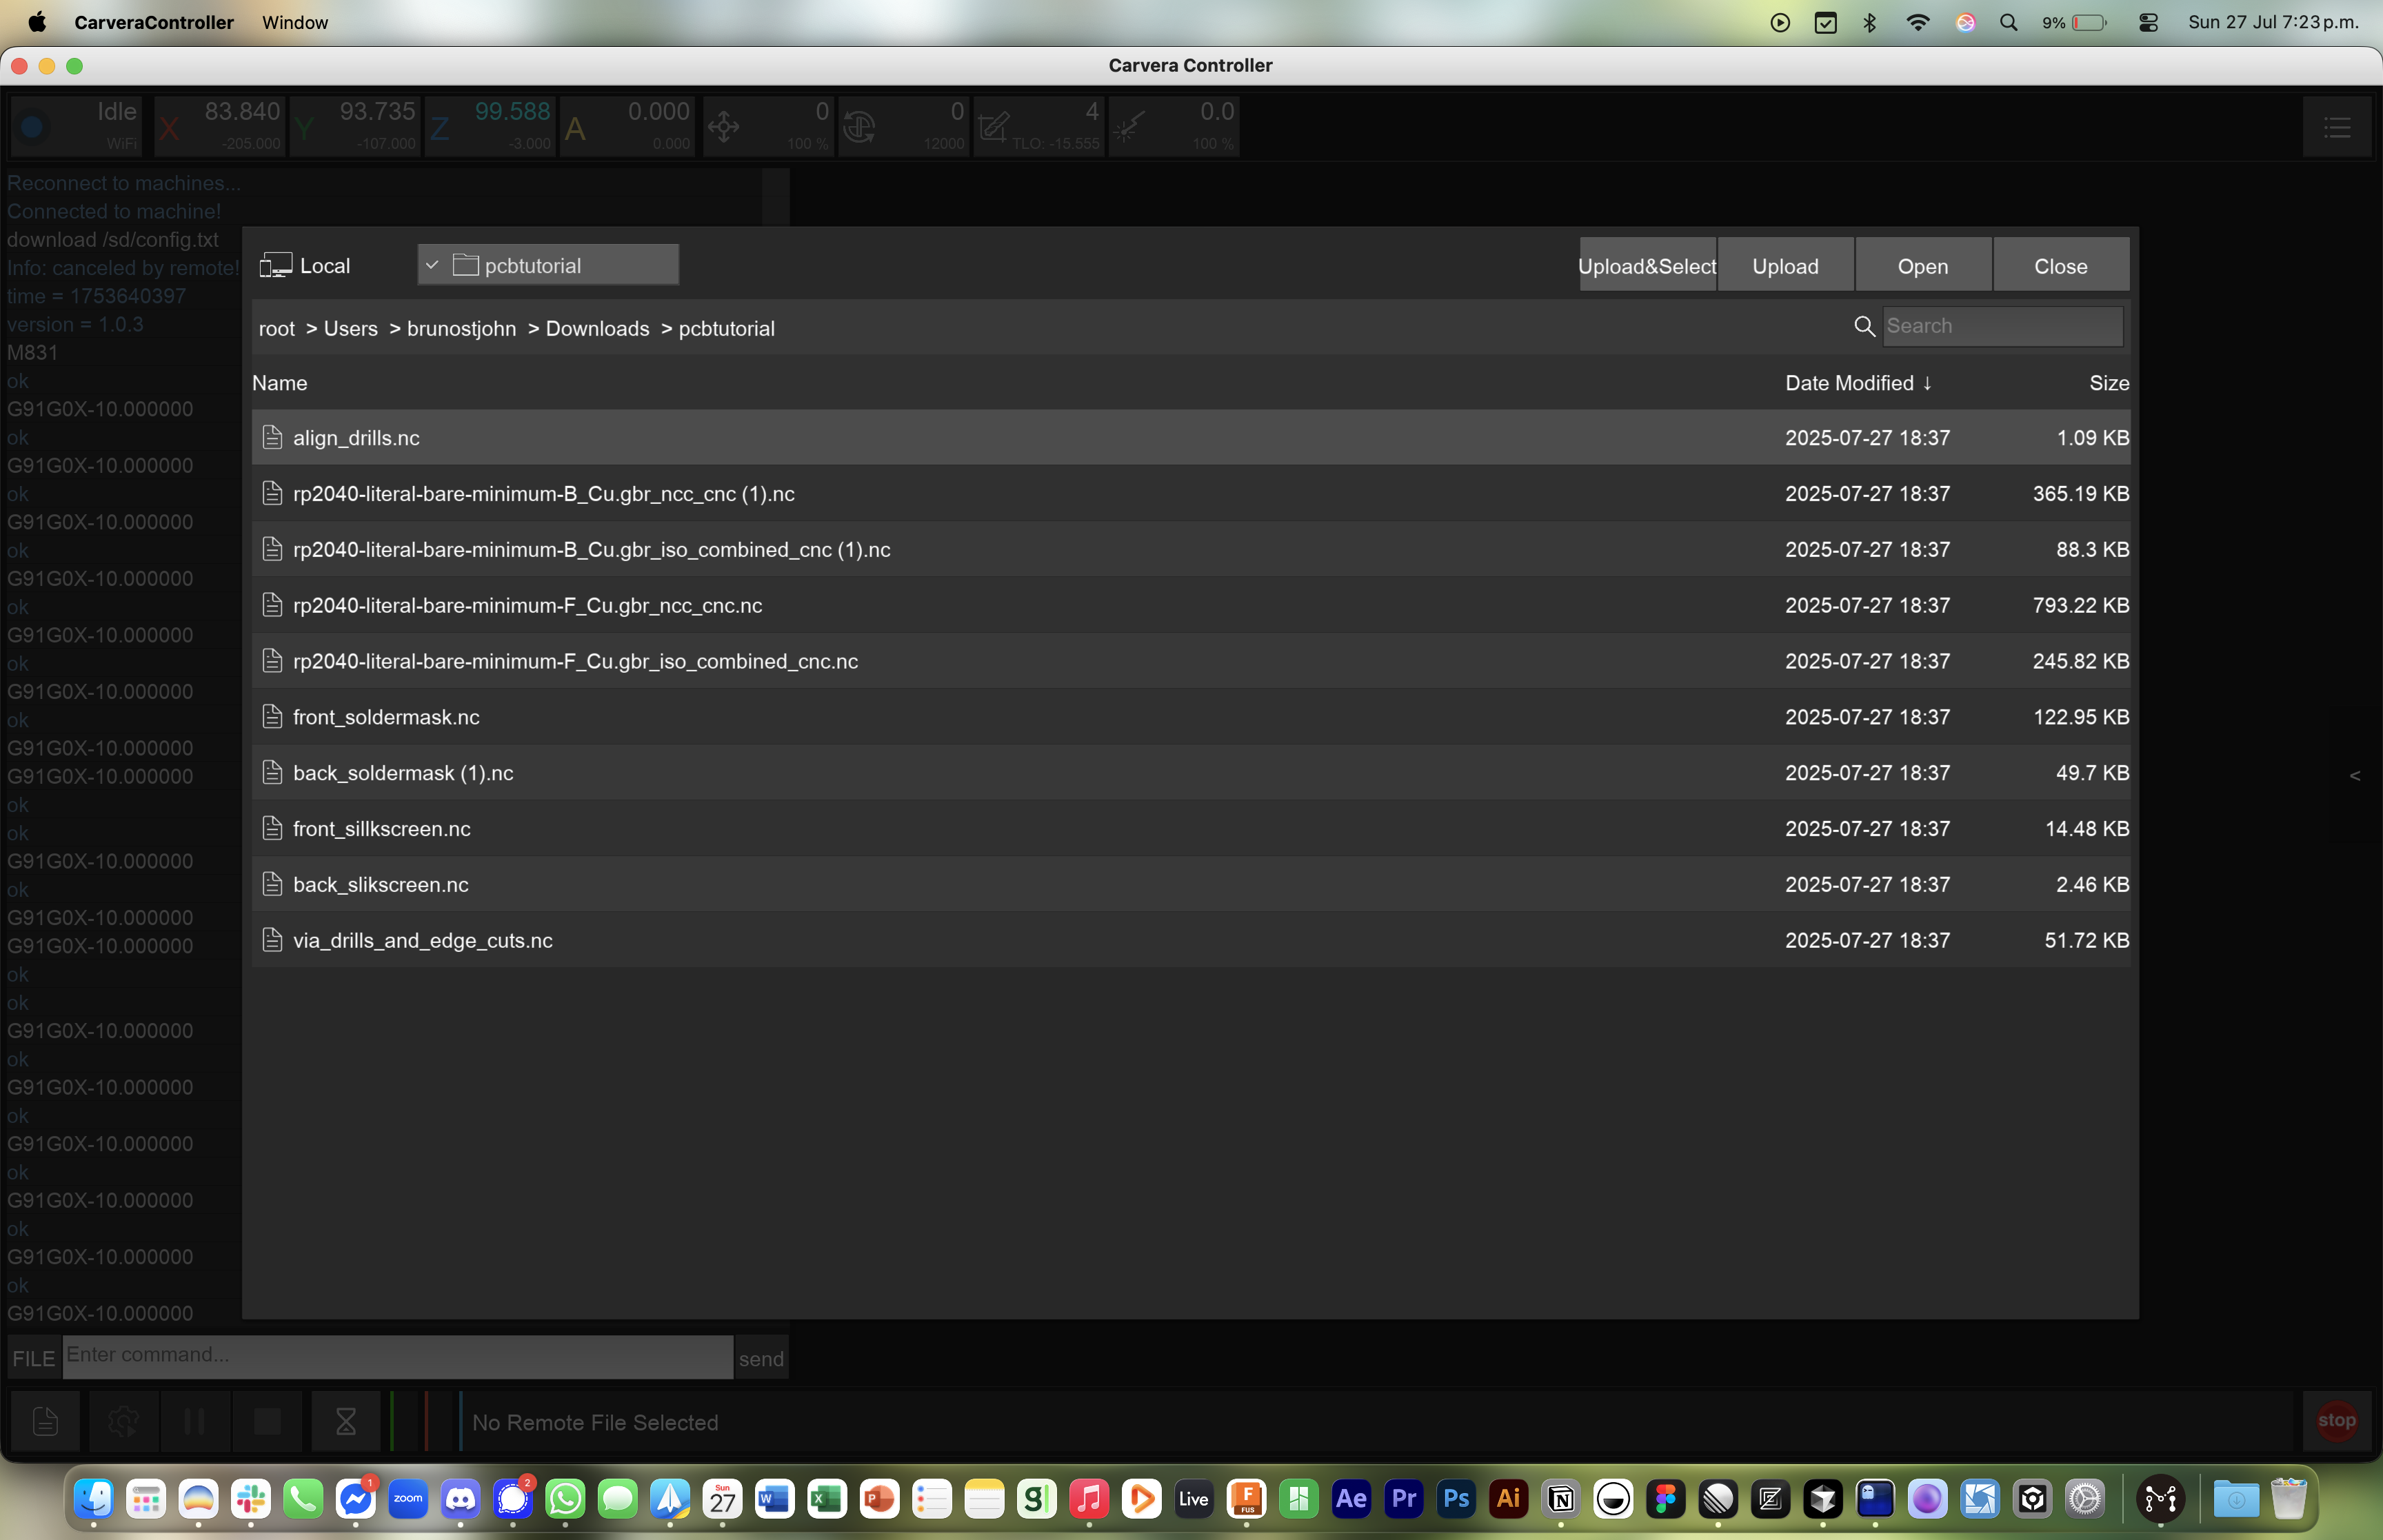 CarveraController Window 9% Sun 27 Jul 7:23 p.m.
Carvera Controller
Idle X 83.840 Y 93.735 Z 99.588 A 0.000 0 0 4 0.0
WiFi -205.000 -107.000 -3.000 0.000 100 % 12000 TLO: -15.555 100 %
Reconnect to machines...
Connected to machine!
download /sd/config.txt
Info: canceled by remote!
time = 1753640397
version = 1.0.3
M831
ok
G91G0X-10.000000
ok
G91G0X-10.000000
ok
G91G0X-10.000000
ok
G91G0X-10.000000
ok
G91G0X-10.000000
ok
G91G0X-10.000000
ok
G91G0X-10.000000
G91G0X-10.000000
ok
ok
G91G0X-10.000000
ok
G91G0X-10.000000
G91G0X-10.000000
ok
ok
G91G0X-10.000000
ok
G91G0X-10.000000
ok
G91G0X-10.000000
ok
G91G0X-10.000000
ok
G91G0X-10.000000
ok
G91G0X-10.000000
Local pcbtutorial Upload&Select Upload Open Close
root > Users > brunostjohn > Downloads > pcbtutorial Search
Name Date Modified ↓ Size
align_drills.nc 2025-07-27 18:37 1.09 KB
rp2040-literal-bare-minimum-B_Cu.gbr_ncc_cnc (1).nc 2025-07-27 18:37 365.19 KB
rp2040-literal-bare-minimum-B_Cu.gbr_iso_combined_cnc (1).nc 2025-07-27 18:37 88.3 KB
rp2040-literal-bare-minimum-F_Cu.gbr_ncc_cnc.nc 2025-07-27 18:37 793.22 KB
rp2040-literal-bare-minimum-F_Cu.gbr_iso_combined_cnc.nc 2025-07-27 18:37 245.82 KB
front_soldermask.nc 2025-07-27 18:37 122.95 KB
back_soldermask (1).nc 2025-07-27 18:37 49.7 KB
front_sillkscreen.nc 2025-07-27 18:37 14.48 KB
back_slikscreen.nc 2025-07-27 18:37 2.46 KB
via_drills_and_edge_cuts.nc 2025-07-27 18:37 51.72 KB
<
FILE Enter command... send
No Remote File Selected stop
1 zoom 2 Sun 27 W X P g Live F FUS Ae Pr Ps Ai N